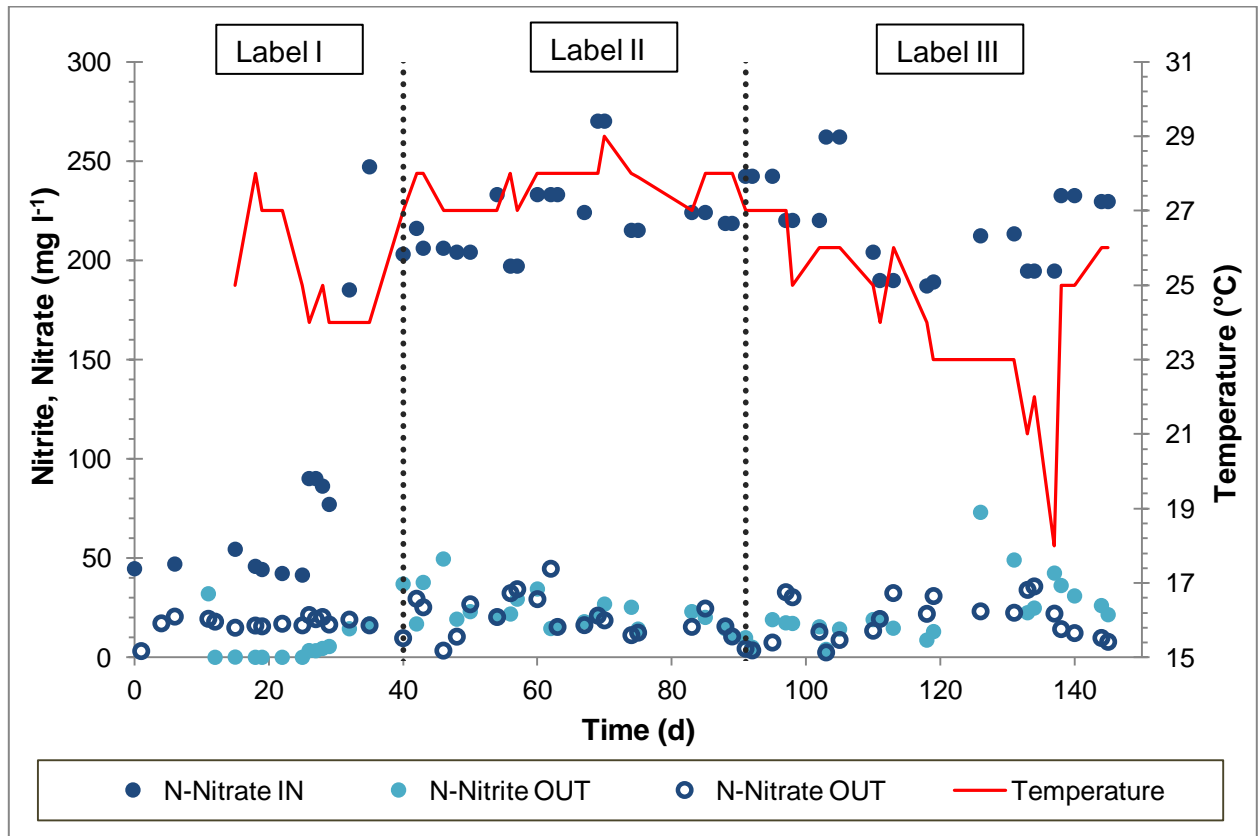 Label I
Label II
Label III
Nitrite, Nitrate (mg l⁻¹)
300
250
200
150
100
50
0
31
29
27
25
23
21
19
17
15
Temperature (°C)
0 20 40 60 80 100 120 140
Time (d)
N-Nitrate IN N-Nitrite OUT N-Nitrate OUT Temperature